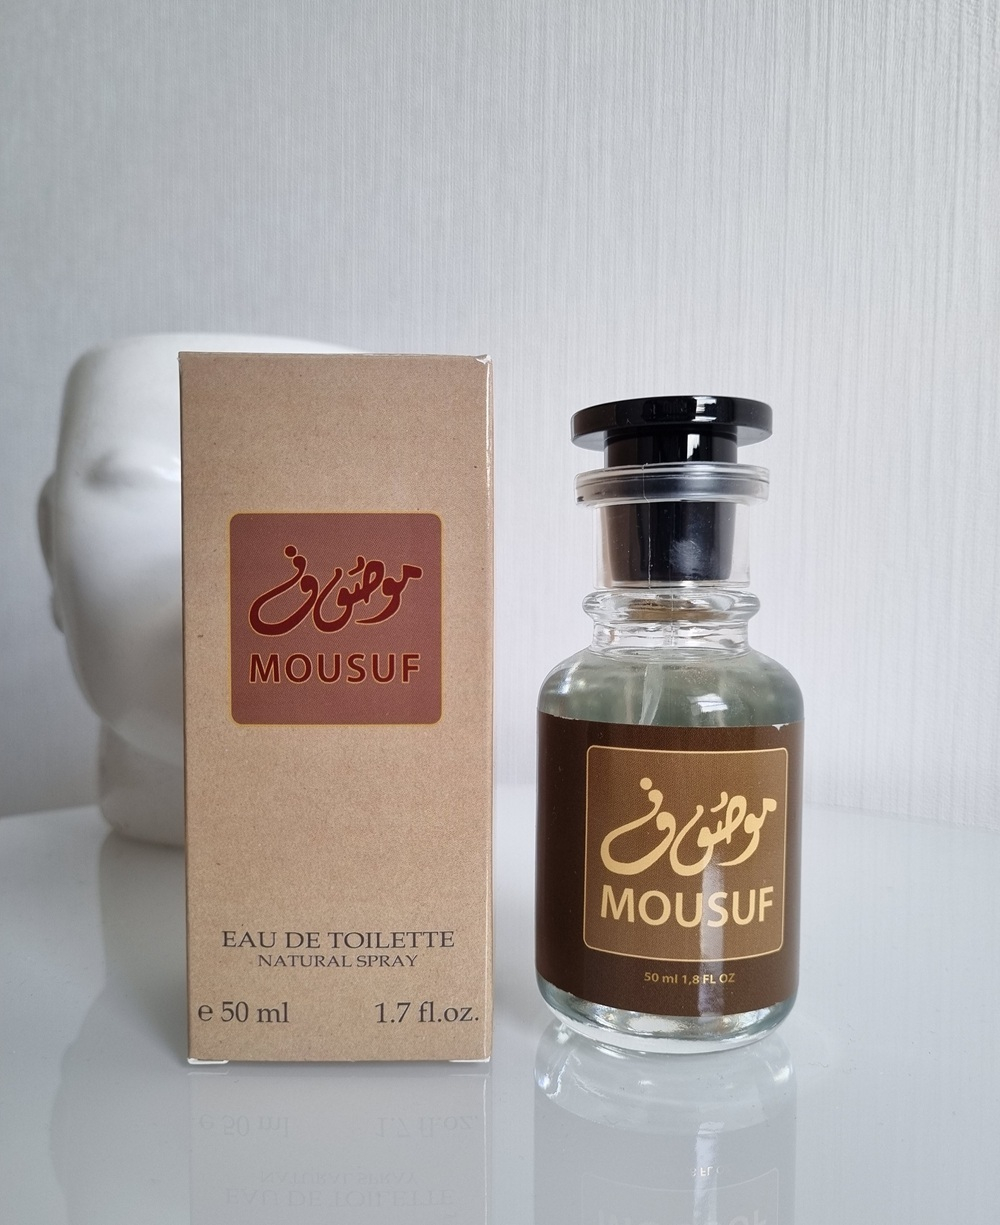 موصوف
MOUSUF
EAU DE TOILETTE
NATURAL SPRAY
e 50 ml 1.7 fl.oz.
موصوف
MOUSUF
50 ml 1,8 FL OZ